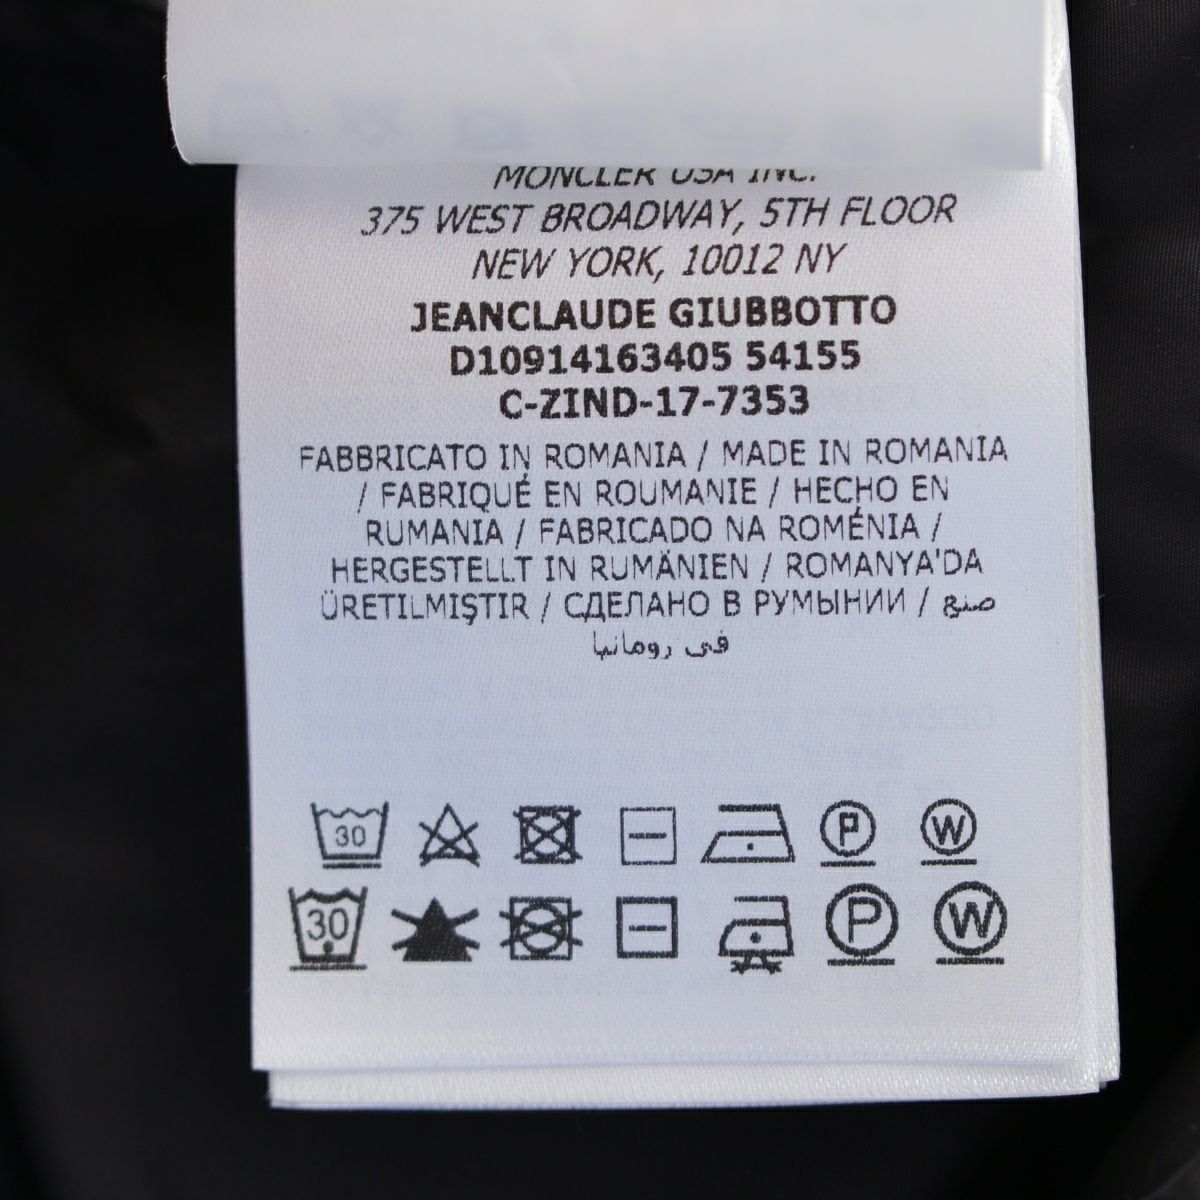 MONCLER USA INC.
375 WEST BROADWAY, 5TH FLOOR
NEW YORK, 10012 NY
JEANCLAUDE GIUBBOTTO
D10914163405 54155
C-ZIND-17-7353
FABBRICATO IN ROMANIA / MADE IN ROMANIA
/ FABRIQUÉ EN ROUMANIE / HECHO EN
RUMANIA / FABRICADO NA ROMÉNIA /
HERGESTELLT IN RUMÄNIEN / ROMANYA'DA
ÜRETILMIŞTIR / СДЕЛАНО В РУМЫНИИ / صنع
في رومانيا
30 P W
30 P W